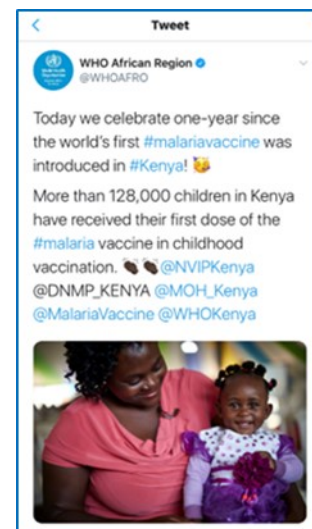 Tweet
WHO African Region
@WHOAFRO
Today we celebrate one-year since
the world's first #malariavaccine was
introduced in #Kenya! 🥳
More than 128,000 children in Kenya
have received their first dose of the
#malaria vaccine in childhood
vaccination. 👏🏿👏🏿@NVIPKenya
@DNMP_KENYA @MOH_Kenya
@MalariaVaccine @WHOKenya